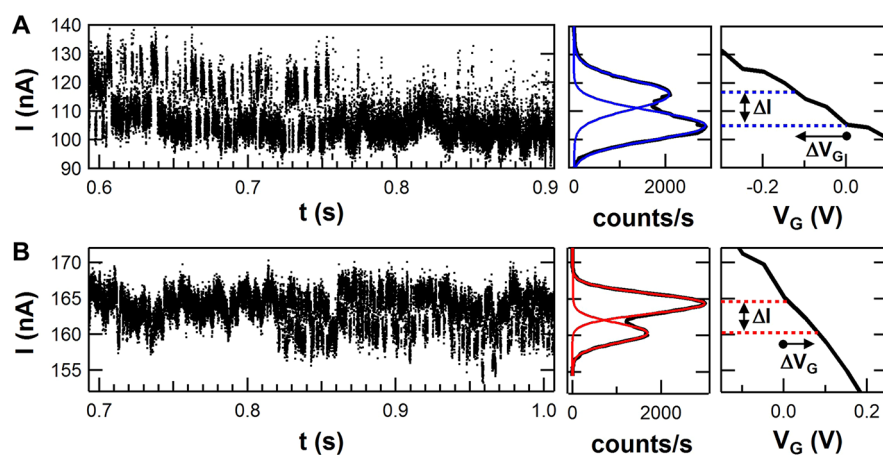 A
I (nA)
140
130
120
110
100
90
0.6
0.7
0.8
0.9
t (s)
0
2000
counts/s
ΔI
ΔV_G
-0.2
0.0
V_G (V)
B
I (nA)
170
165
160
155
0.7
0.8
0.9
1.0
t (s)
0
2000
counts/s
ΔI
ΔV_G
0.0
0.2
V_G (V)